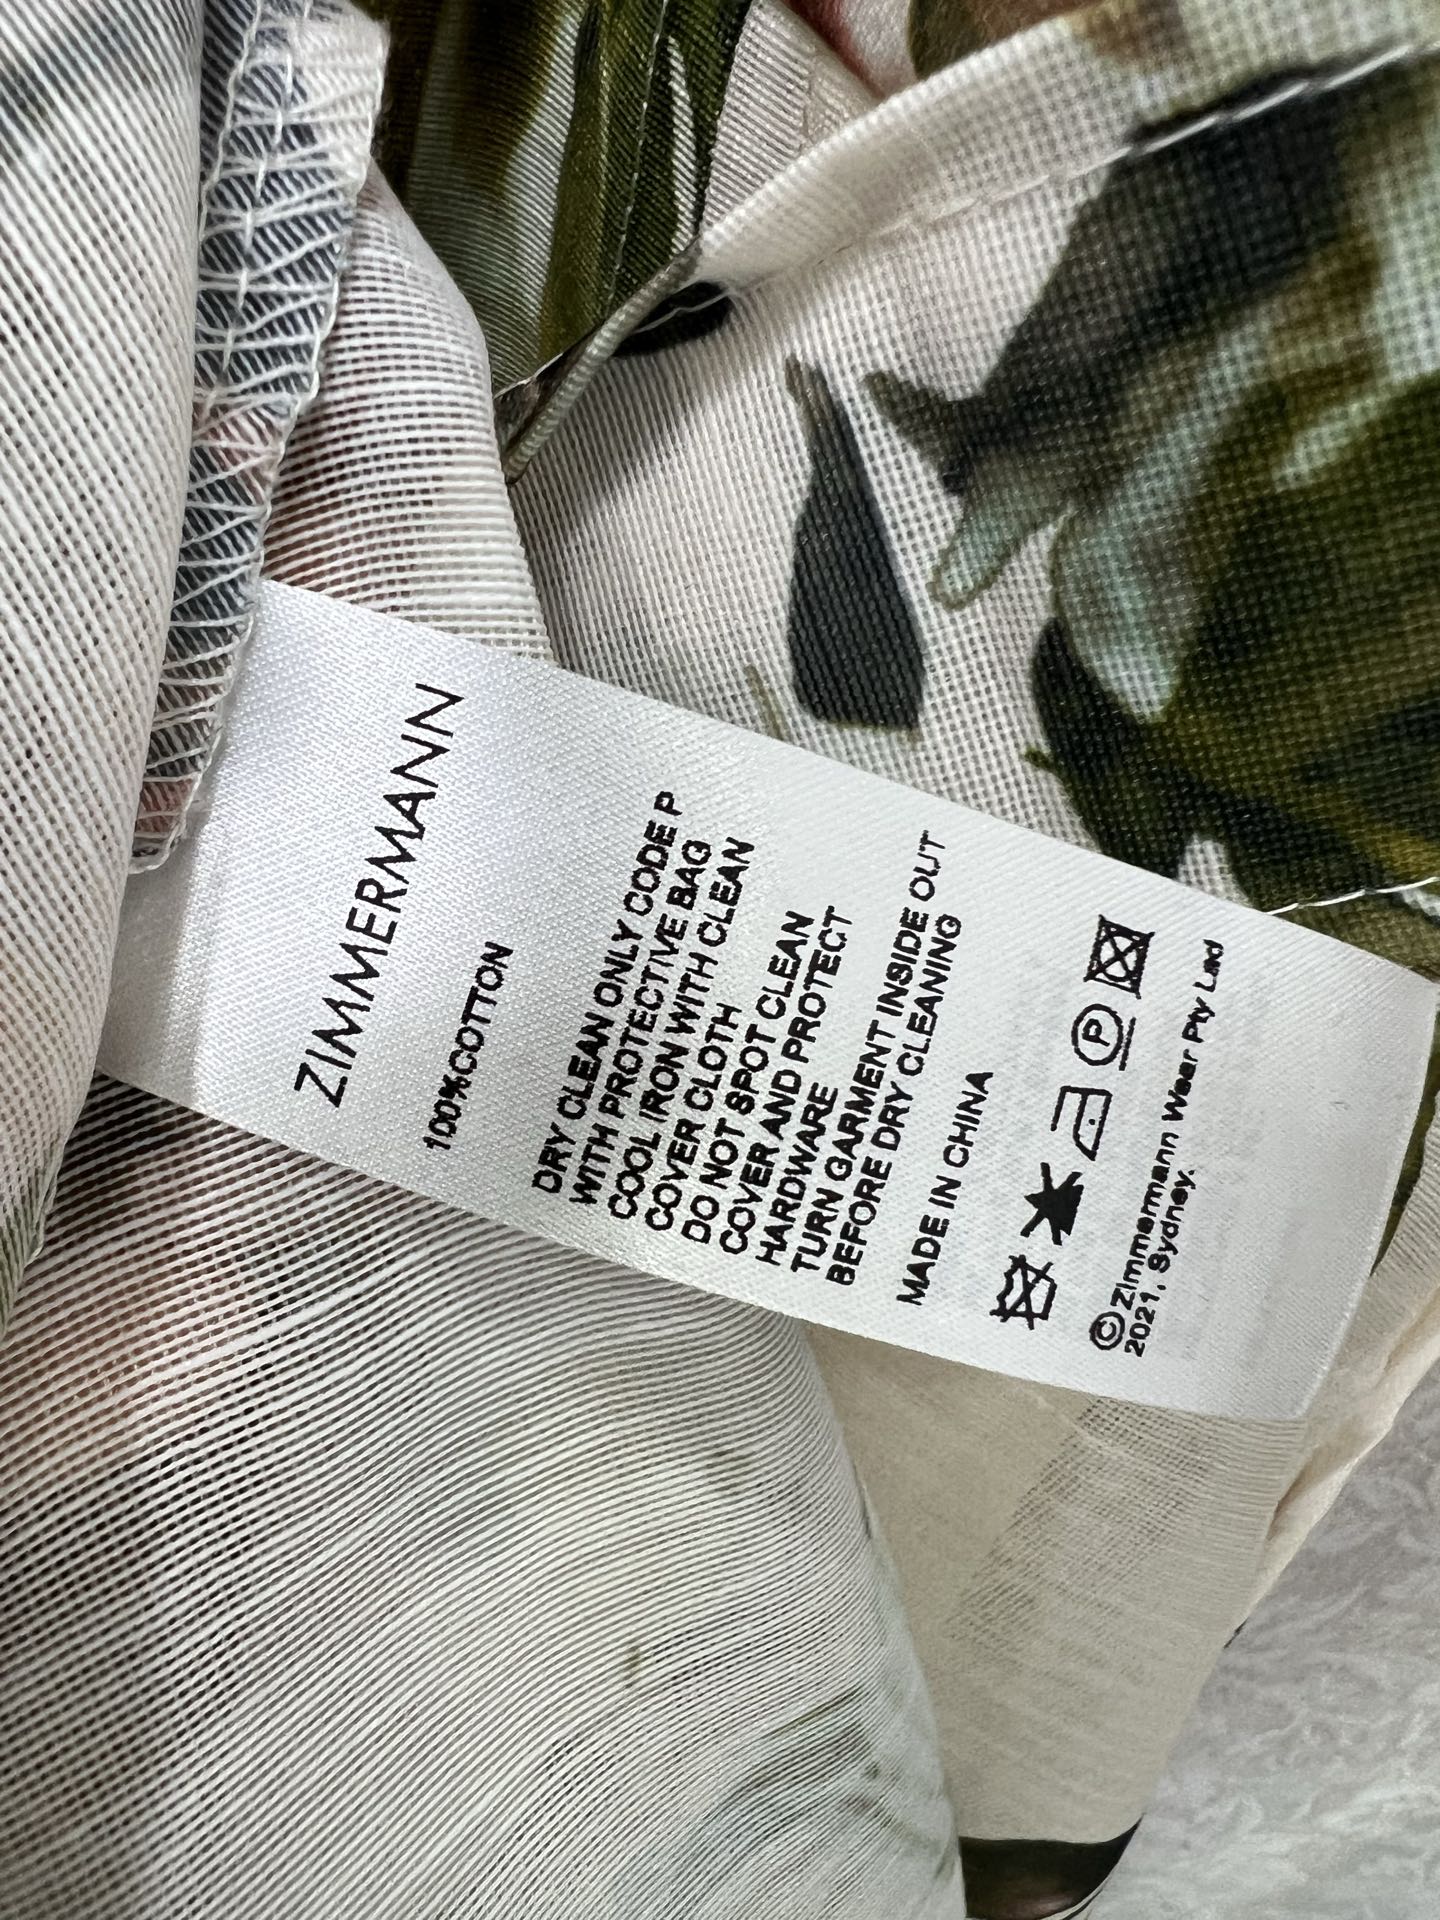 ZIMMERMANN
100%COTTON
DRY CLEAN ONLY CODE P
WITH PROTECTIVE BAG
COOL IRON WITH CLEAN
COVER CLOTH
DO NOT SPOT CLEAN
COVER AND PROTECT
HARDWARE
TURN GARMENT INSIDE OUT
BEFORE DRY CLEANING
MADE IN CHINA
P
©Zimmermann Wear Pty Lad
2021, Sydney.